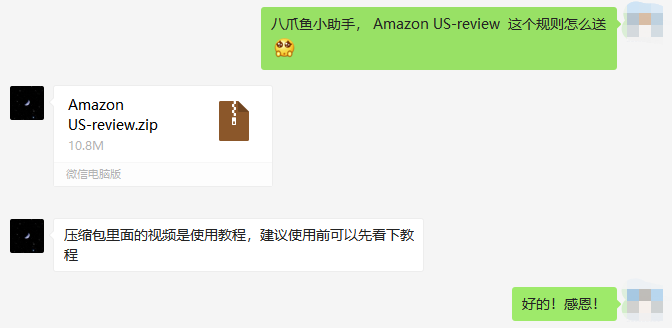 八爪鱼小助手， Amazon US-review 这个规则怎么送
Amazon
US-review.zip
10.8M
微信电脑版
压缩包里面的视频是使用教程，建议使用前可以先看下教
程
好的！感恩！